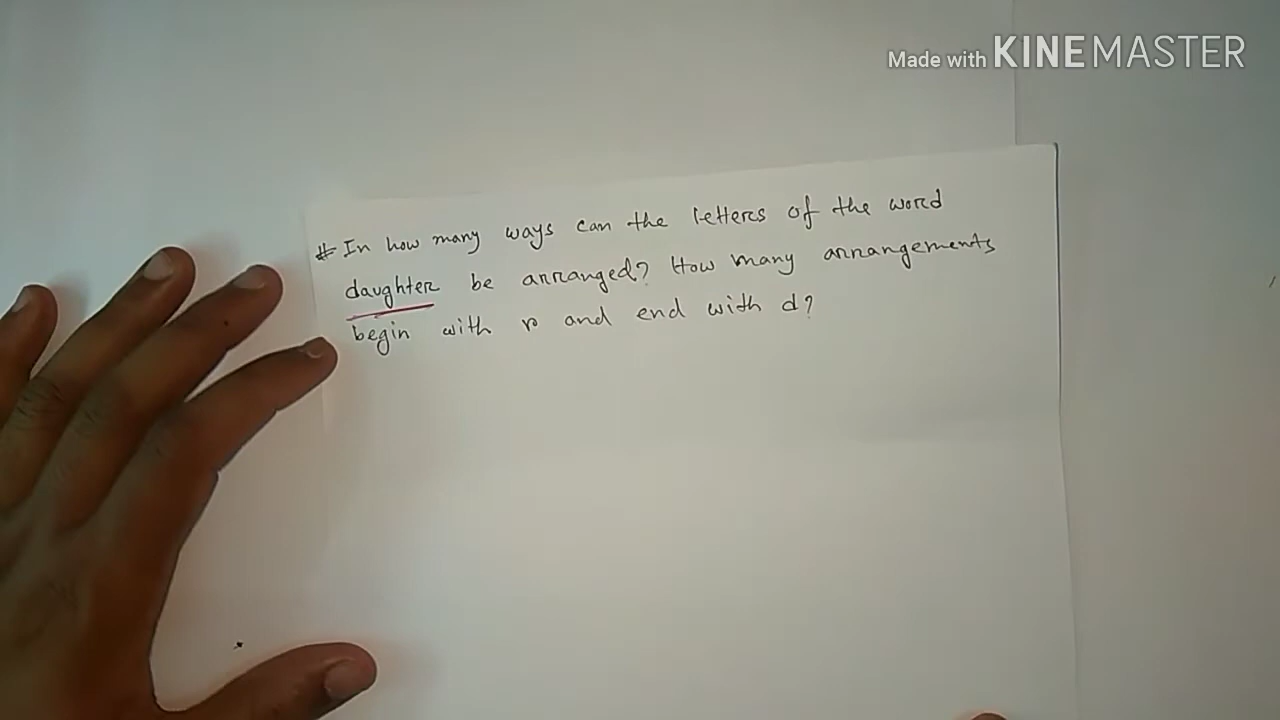 Made with KINEMASTER
# In how many ways can the letters of the word
daughter be arranged? How many arrangements
begin with r and end with d?